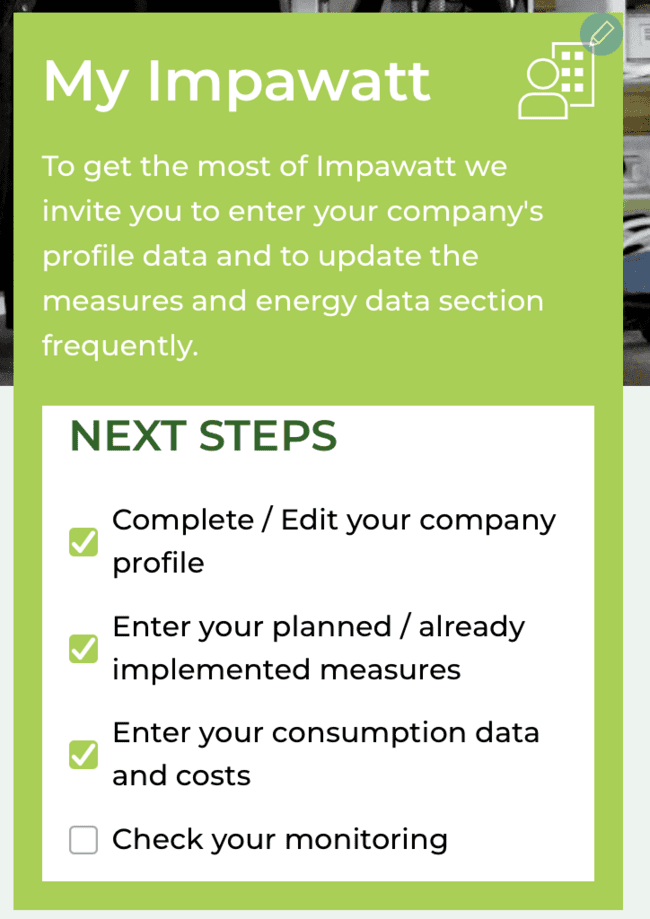 My Impawatt
To get the most of Impawatt we
invite you to enter your company's
profile data and to update the
measures and energy data section
frequently.
NEXT STEPS
Complete / Edit your company
profile
Enter your planned / already
implemented measures
Enter your consumption data
and costs
Check your monitoring